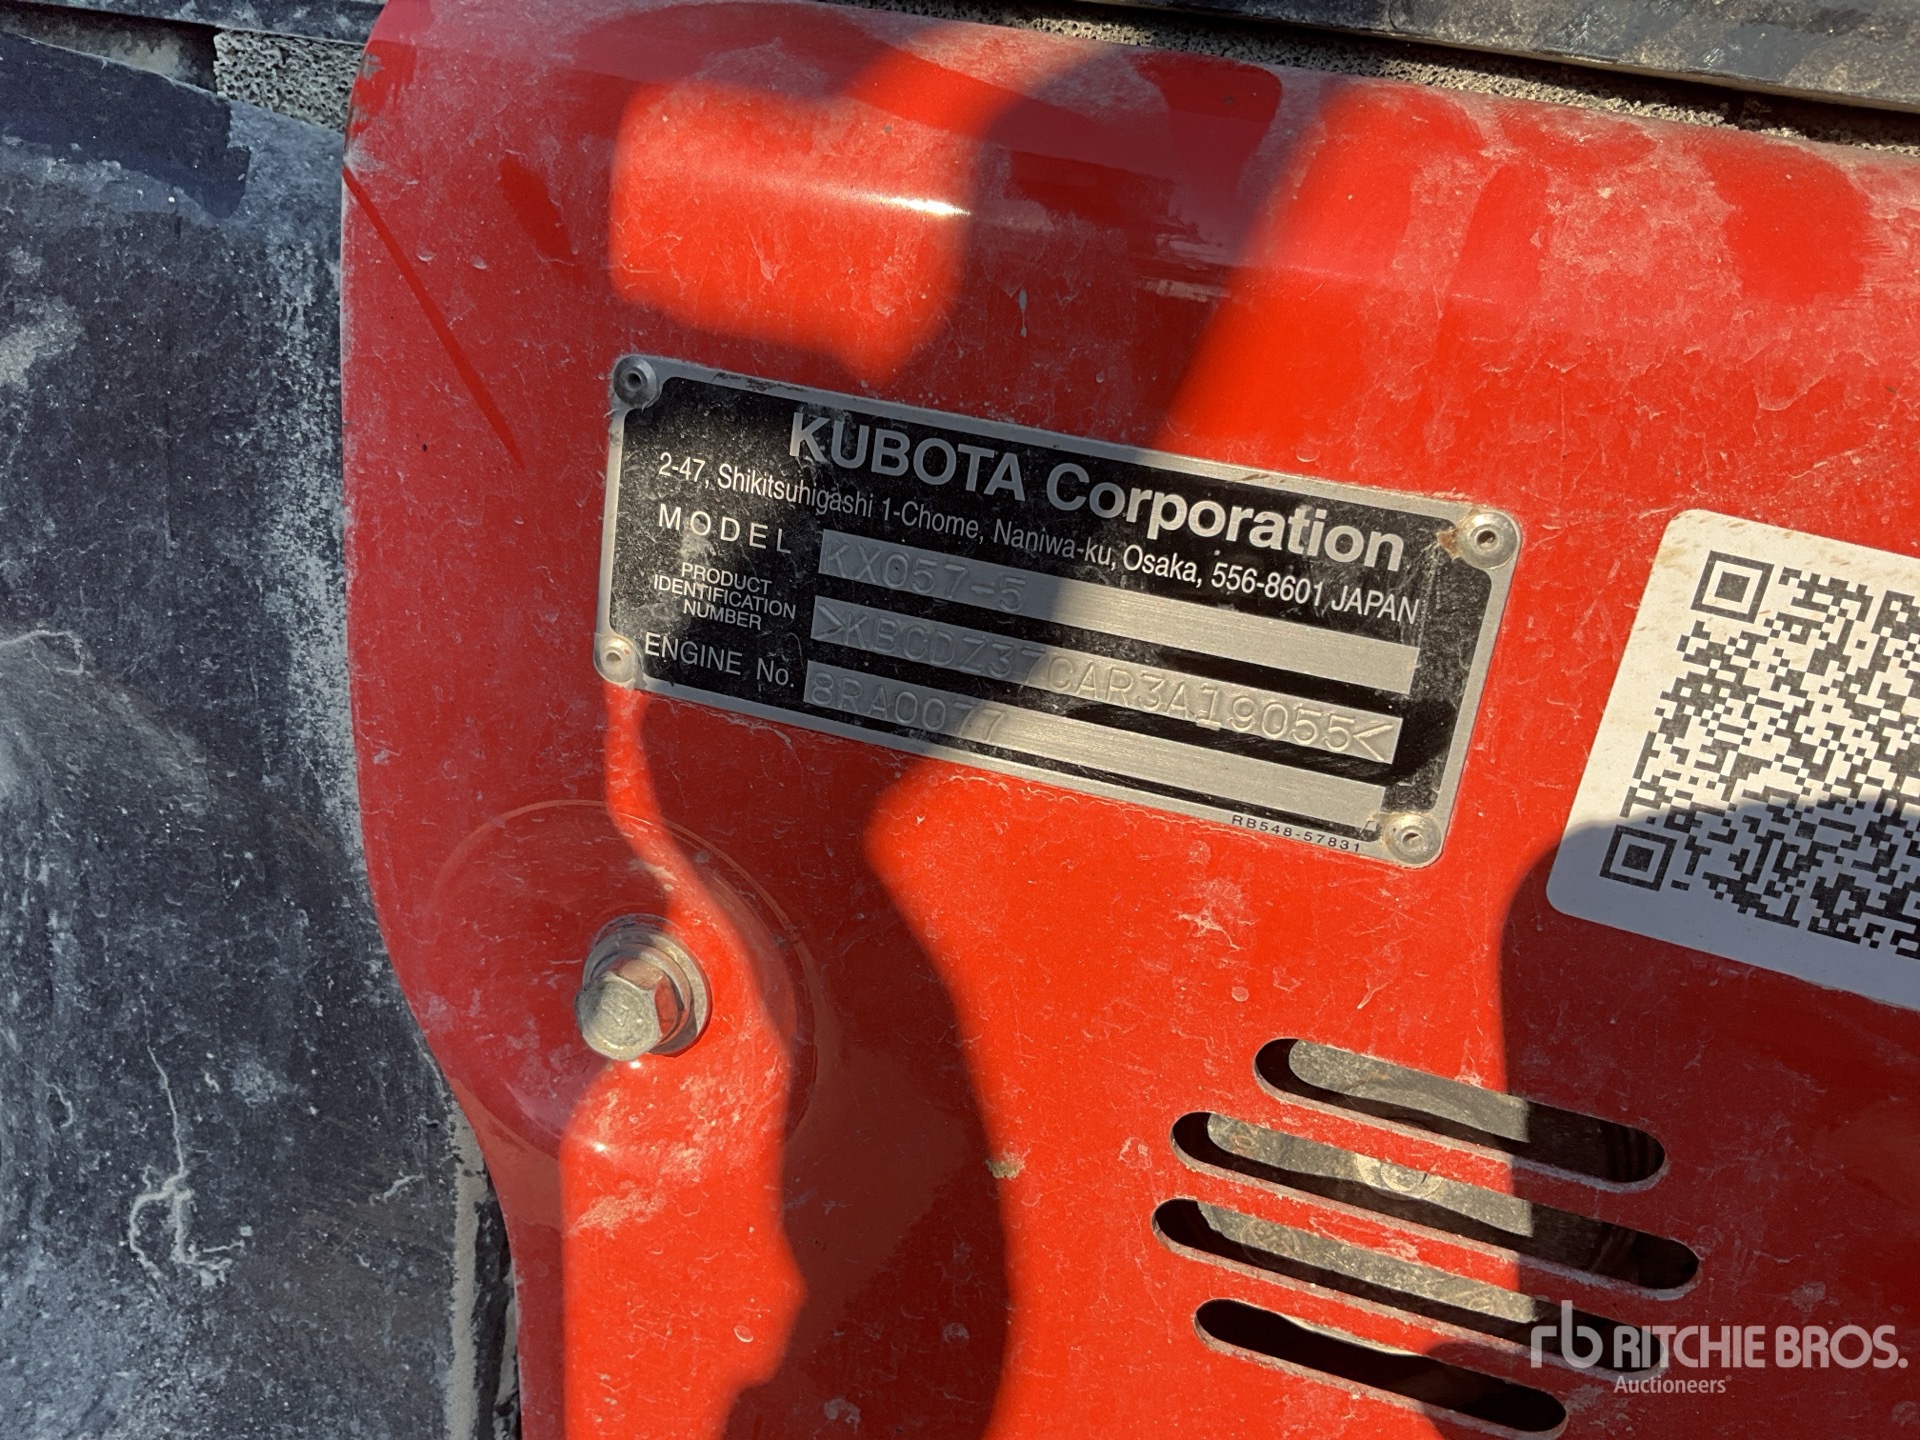 KUBOTA Corporation
2-47, Shikitsuhigashi 1-Chome, Naniwa-ku, Osaka, 556-8601 JAPAN
MODEL KX057-5
PRODUCT IDENTIFICATION NUMBER >KBCDZ37CAR3A19055<
ENGINE No. 8RA0077
RB548-57831
rb RITCHIE BROS.
Auctioneers